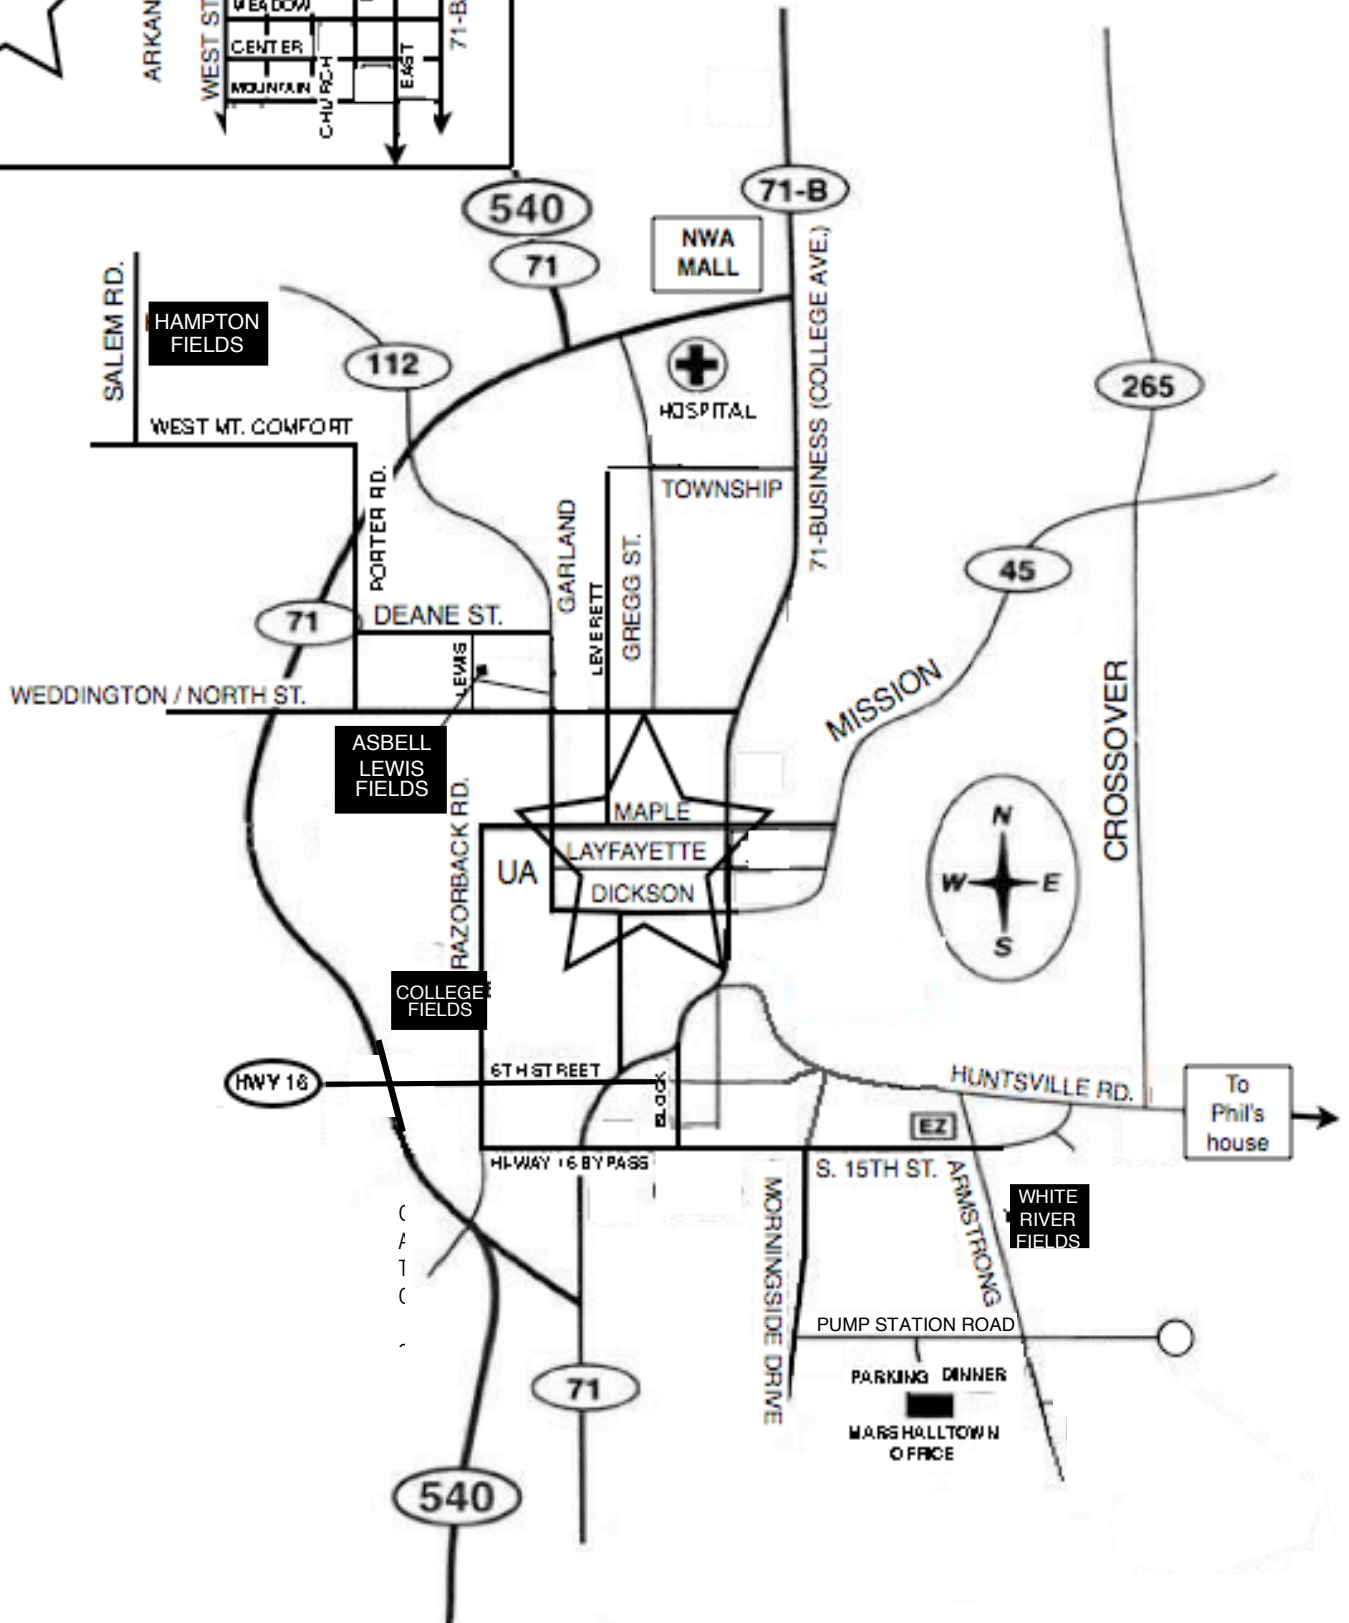 MEADOW
CENTER
MOUNTAIN
CHURCH
EAST
WEST ST
71-B
540
71
71-B
NWA
MALL
SALEM RD.
HAMPTON
FIELDS
112
HOSPITAL
71-BUSINESS (COLLEGE AVE.)
265
WEST MT. COMFORT
PORTER RD.
TOWNSHIP
GARLAND
LEVERETT
GREGG ST.
45
71
DEANE ST.
LEWIS
WEDDINGTON / NORTH ST.
MISSION
CROSSOVER
ASBELL
LEWIS
FIELDS
RAZORBACK RD.
MAPLE
LAYFAYETTE
UA
DICKSON
N
W
E
S
COLLEGE
FIELDS
HWY 16
6TH STREET
BLOCK
HUNTSVILLE RD.
To
Phil's
house
EZ
HI-WAY 16 BYPASS
S. 15TH ST.
ARMSTRONG
MORNINGSIDE DRIVE
WHITE
RIVER
FIELDS
PUMP STATION ROAD
71
PARKING DINNER
MARSHALLTOWN
OFFICE
540